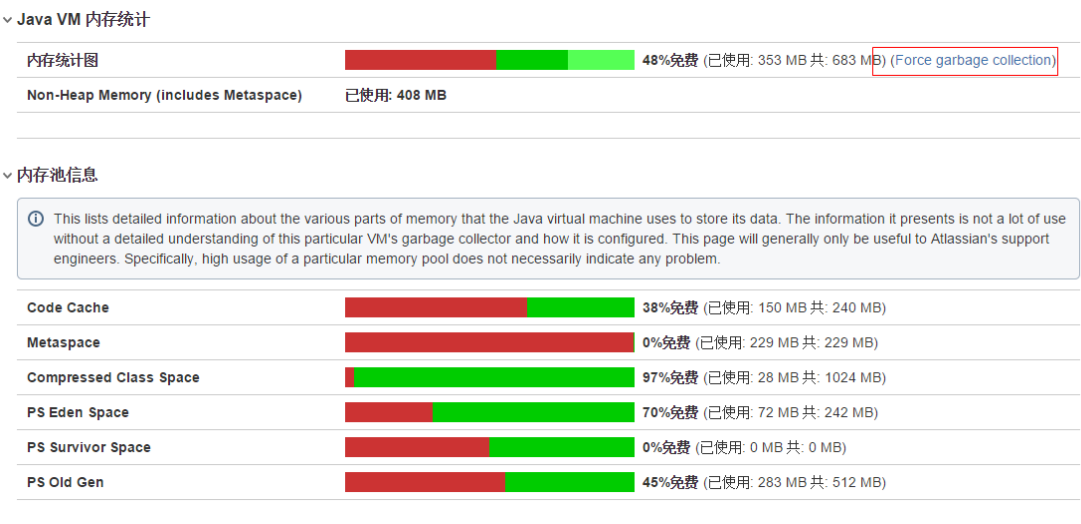 Java VM 内存统计
内存统计图 48%免费 (已使用: 353 MB 共: 683 MB) (Force garbage collection)
Non-Heap Memory (includes Metaspace) 已使用: 408 MB
内存池信息
This lists detailed information about the various parts of memory that the Java virtual machine uses to store its data. The information it presents is not a lot of use
without a detailed understanding of this particular VM's garbage collector and how it is configured. This page will generally only be useful to Atlassian's support
engineers. Specifically, high usage of a particular memory pool does not necessarily indicate any problem.
Code Cache 38%免费 (已使用: 150 MB 共: 240 MB)
Metaspace 0%免费 (已使用: 229 MB 共: 229 MB)
Compressed Class Space 97%免费 (已使用: 28 MB 共: 1024 MB)
PS Eden Space 70%免费 (已使用: 72 MB 共: 242 MB)
PS Survivor Space 0%免费 (已使用: 0 MB 共: 0 MB)
PS Old Gen 45%免费 (已使用: 283 MB 共: 512 MB)